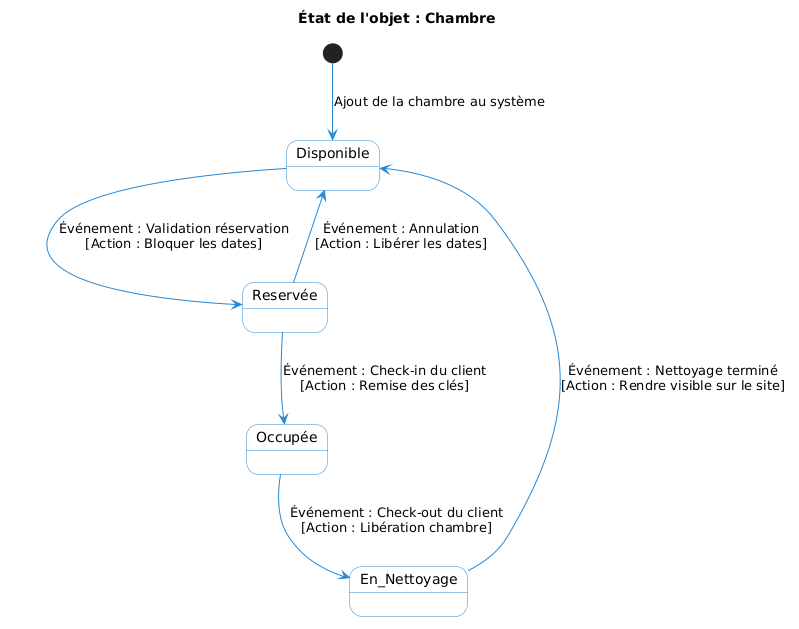 État de l'objet : Chambre
Ajout de la chambre au système
Disponible
Événement : Validation réservation
[Action : Bloquer les dates]
Événement : Annulation
[Action : Libérer les dates]
Reservée
Événement : Check-in du client
[Action : Remise des clés]
Événement : Nettoyage terminé
[Action : Rendre visible sur le site]
Occupée
Événement : Check-out du client
[Action : Libération chambre]
En_Nettoyage